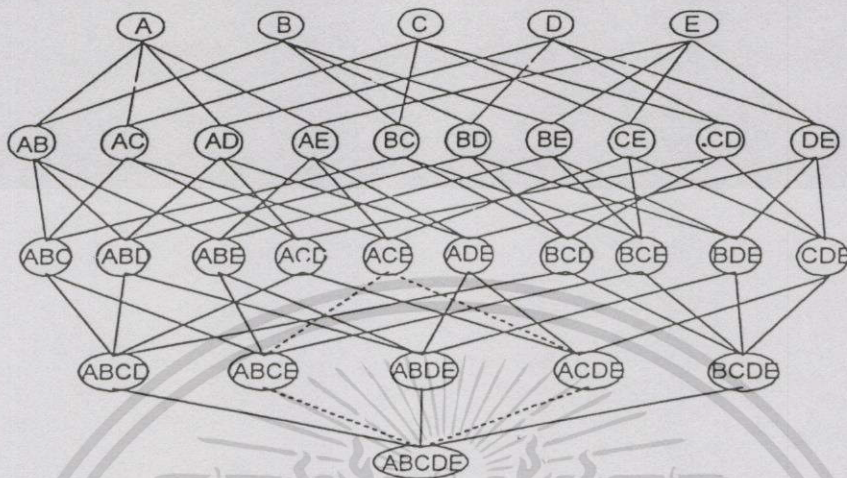 A B C D E
AB AC AD AE BC BD BE CE CD DE
ABC ABD ABE ACD ACE ADE BCD BCE BDE CDE
ABCD ABCE ABDE ACDE BCDE
ABCDE